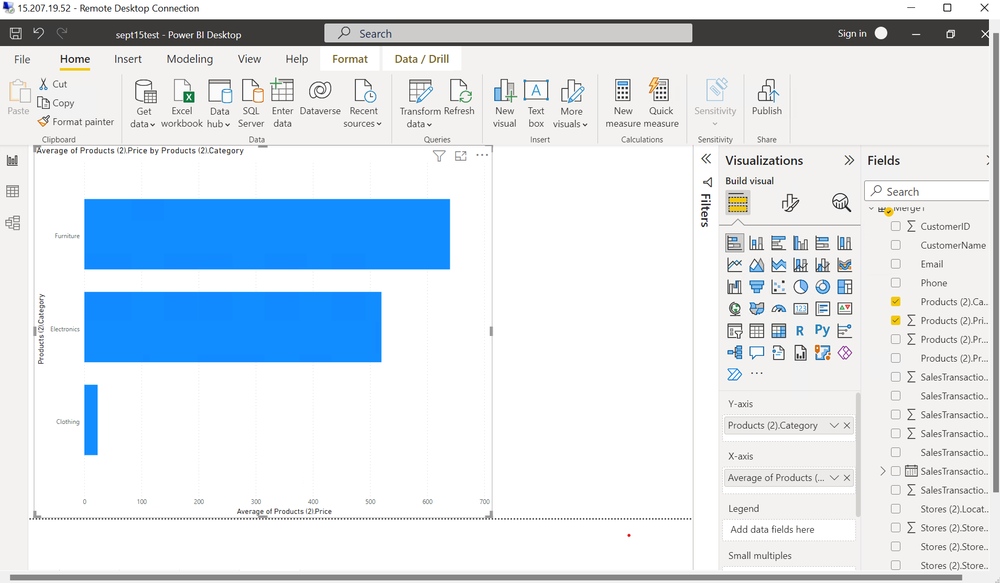 15.207.19.52 - Remote Desktop Connection
sept15test - Power BI Desktop
Search
Sign in
File
Home
Insert
Modeling
View
Help
Format
Data / Drill
Paste
Cut
Copy
Format painter
Clipboard
Get data
Excel workbook
Data hub
SQL Server
Enter data
Dataverse
Recent sources
Data
Transform data
Refresh
Queries
New visual
Text box
More visuals
Insert
New measure
Quick measure
Calculations
Sensitivity
Sensitivity
Publish
Share
Average of Products (2).Price by Products (2).Category
Products (2).Category
Furniture
Electronics
Clothing
0 100 200 300 400 500 600 700
Average of Products (2).Price
Filters
Visualizations
Build visual
123
R
Py
Y-axis
Products (2).Category
X-axis
Average of Products (...
Legend
Add data fields here
Small multiples
Fields
Search
Merge1
CustomerID
CustomerName
Email
Phone
Products (2).Ca...
Products (2).Pri...
Products (2).Pr...
Products (2).Pr...
SalesTransactio...
SalesTransactio...
SalesTransactio...
SalesTransactio...
SalesTransactio...
SalesTransactio...
SalesTransactio...
Stores (2).Locat...
Stores (2).Store...
Stores (2).Store...
Stores (2).Store...